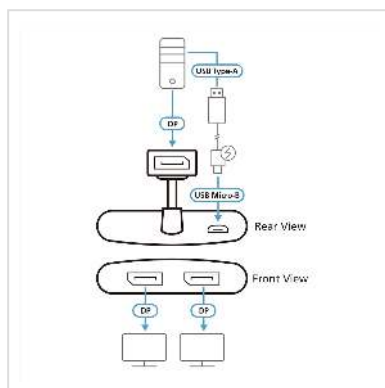 USB Type-A
DP
USB Micro-B
Rear View
Front View
DP DP